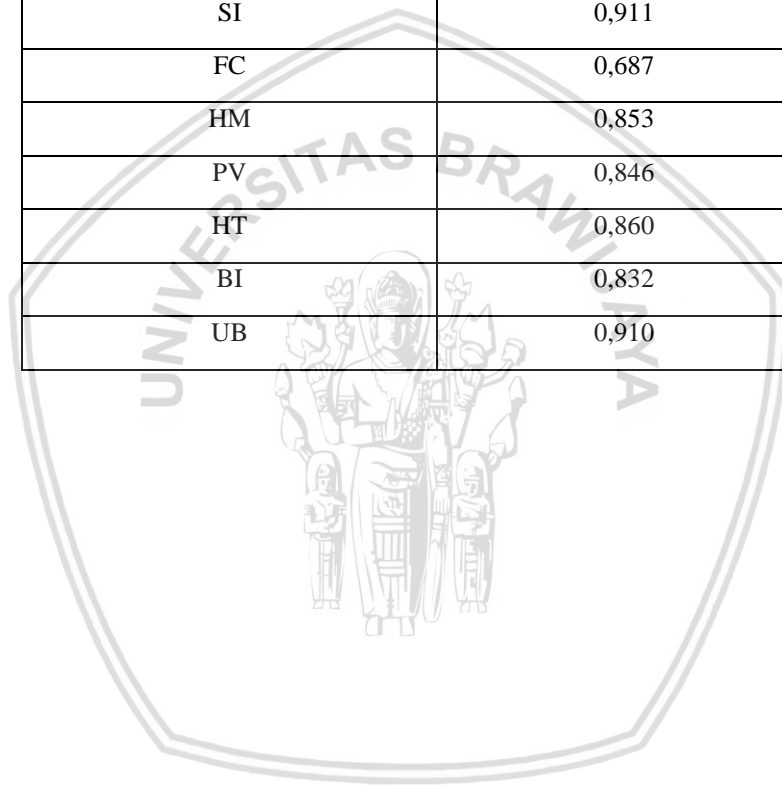 SI 0,911
FC 0,687
HM 0,853
PV 0,846
HT 0,860
BI 0,832
UB 0,910
UNIVERSITAS BRAWIJAYA